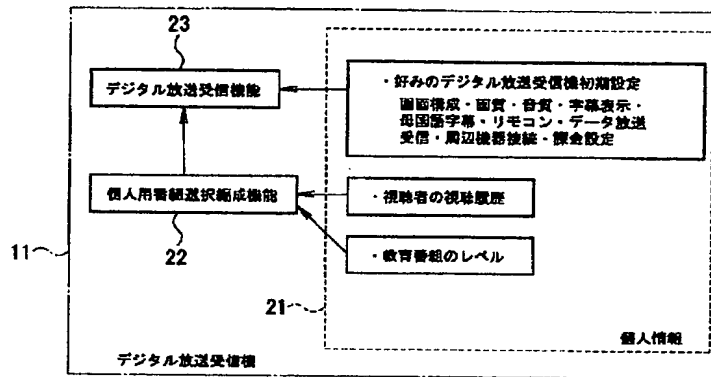 23
デジタル放送受信機能
・好みのデジタル放送受信機初期設定
画面構成・画質・音質・字幕表示・
母国語字幕・リモコン・データ放送
受信・周辺機器接続・課金設定
個人用番組選択編成機能
・視聴者の視聴履歴
22
11
・教育番組のレベル
21
個人情報
デジタル放送受信機